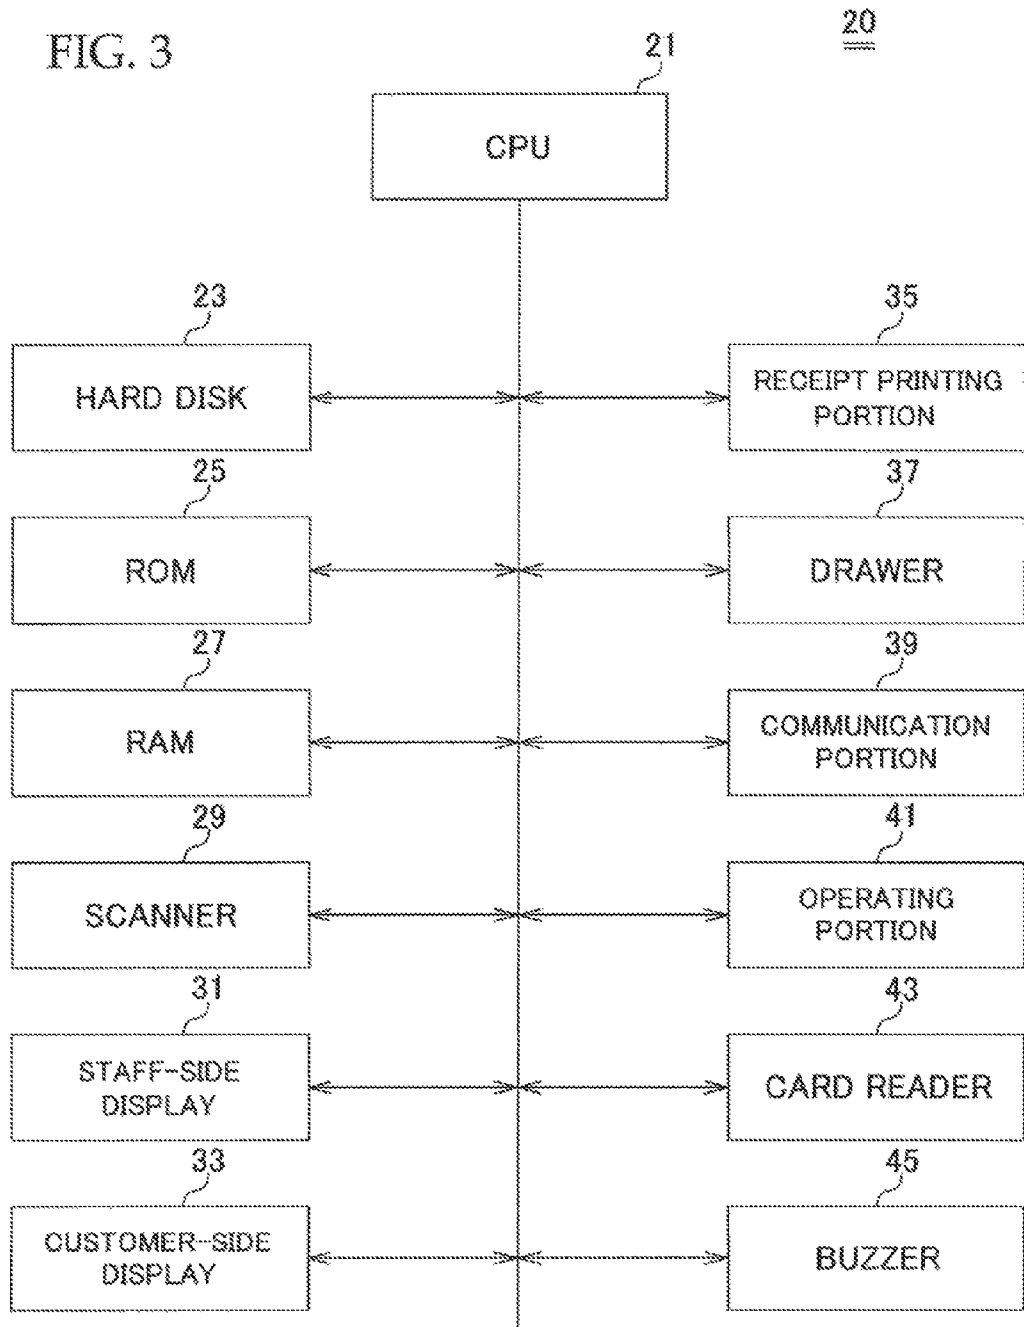 FIG. 3
20
21
CPU
23
HARD DISK
25
ROM
27
RAM
29
SCANNER
31
STAFF-SIDE
DISPLAY
33
CUSTOMER-SIDE
DISPLAY
35
RECEIPT PRINTING
PORTION
37
DRAWER
39
COMMUNICATION
PORTION
41
OPERATING
PORTION
43
CARD READER
45
BUZZER